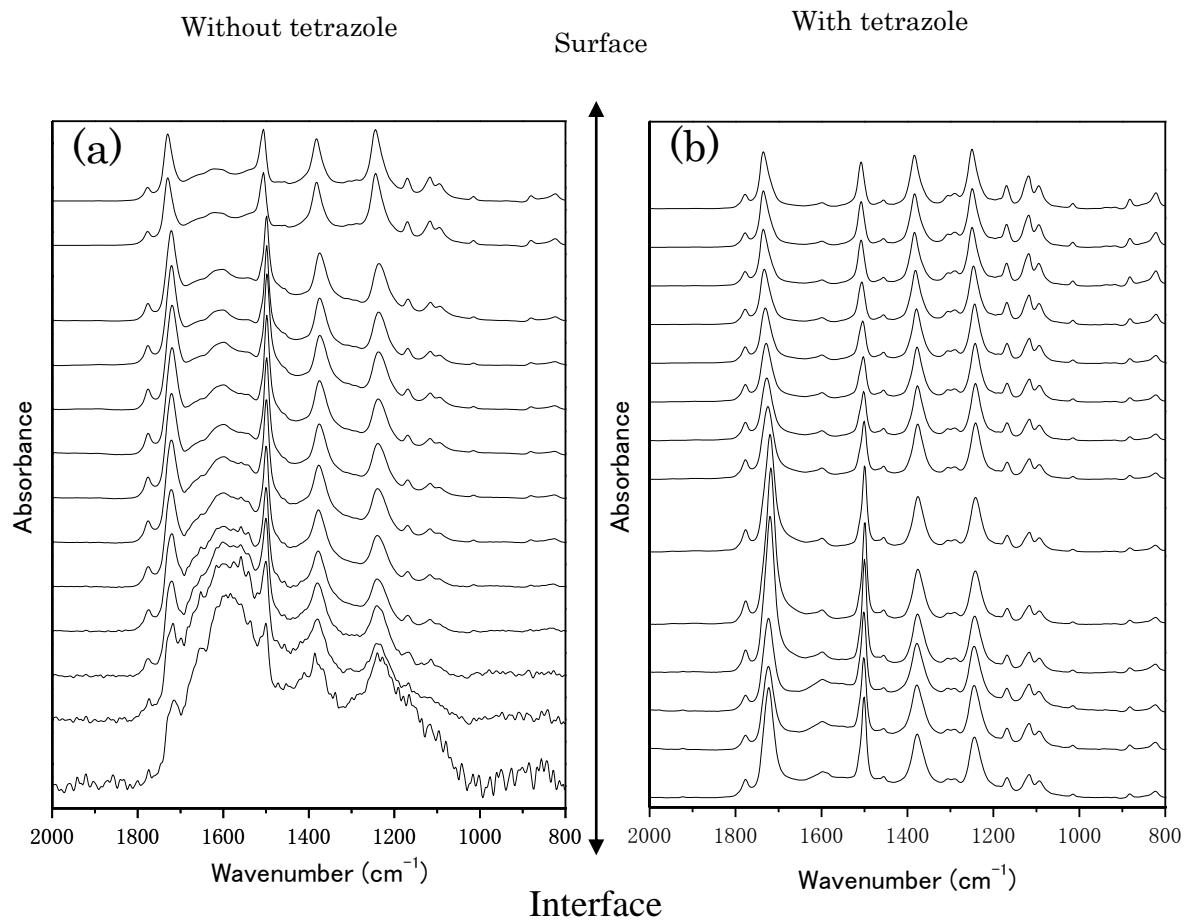 Without tetrazole
Surface
With tetrazole
(a)
(b)
Absorbance
Absorbance
2000 1800 1600 1400 1200 1000 800
2000 1800 1600 1400 1200 1000 800
Wavenumber (cm⁻¹)
Wavenumber (cm⁻¹)
Interface